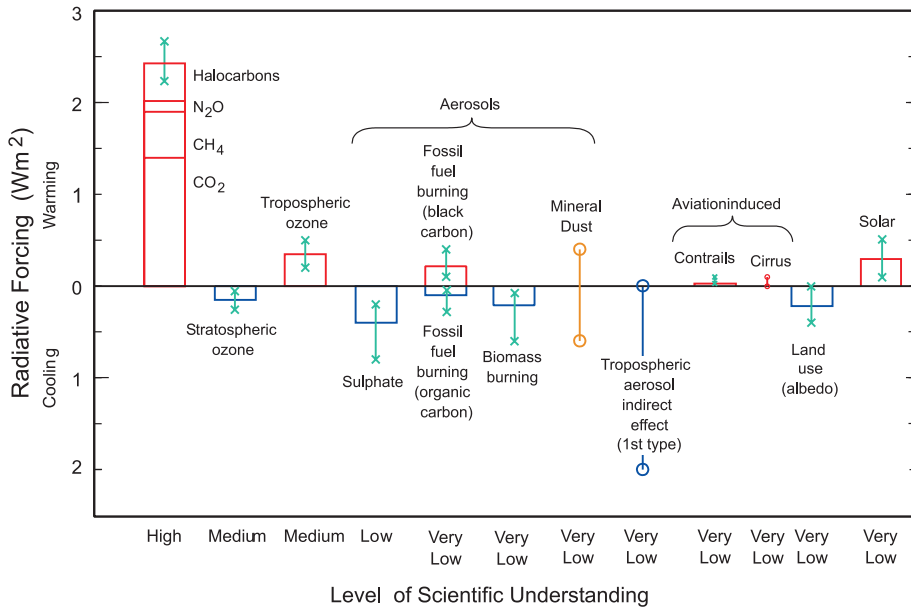 Radiative Forcing (Wm²)
Cooling
Warming
3
2
1
0
1
2
Halocarbons
N₂O
CH₄
CO₂
Stratospheric
ozone
Tropospheric
ozone
Aerosols
Sulphate
Fossil
fuel
burning
(black
carbon)
Fossil
fuel
burning
(organic
carbon)
Biomass
burning
Mineral
Dust
Tropospheric
aerosol
indirect
effect
(1st type)
Aviationinduced
Contrails
Cirrus
Land
use
(albedo)
Solar
High
Medium
Medium
Low
Very
Low
Very
Low
Very
Low
Very
Low
Very
Low
Very
Low
Very
Low
Very
Low
Level of Scientific Understanding